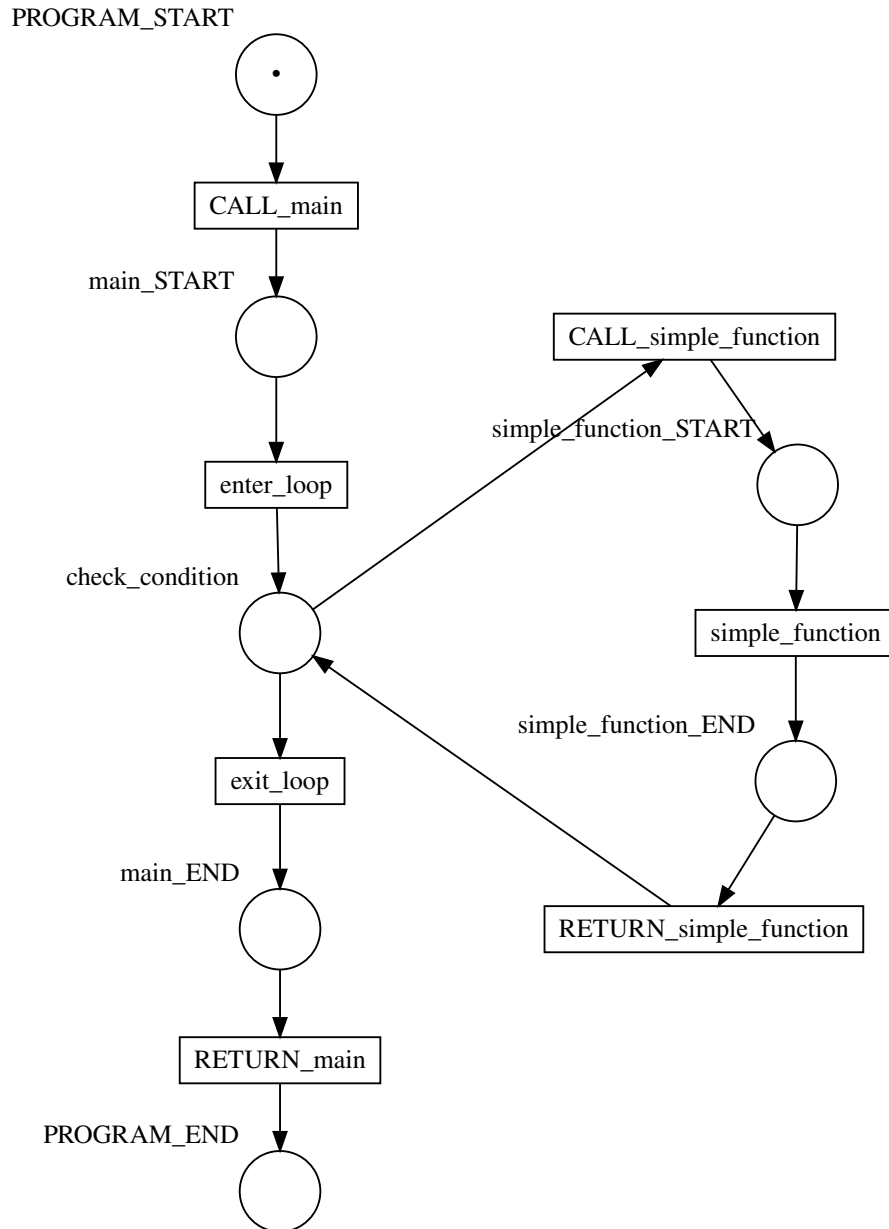 PROGRAM_START
CALL_main
main_START
CALL_simple_function
simple_function_START
enter_loop
check_condition
simple_function
simple_function_END
exit_loop
main_END
RETURN_simple_function
RETURN_main
PROGRAM_END